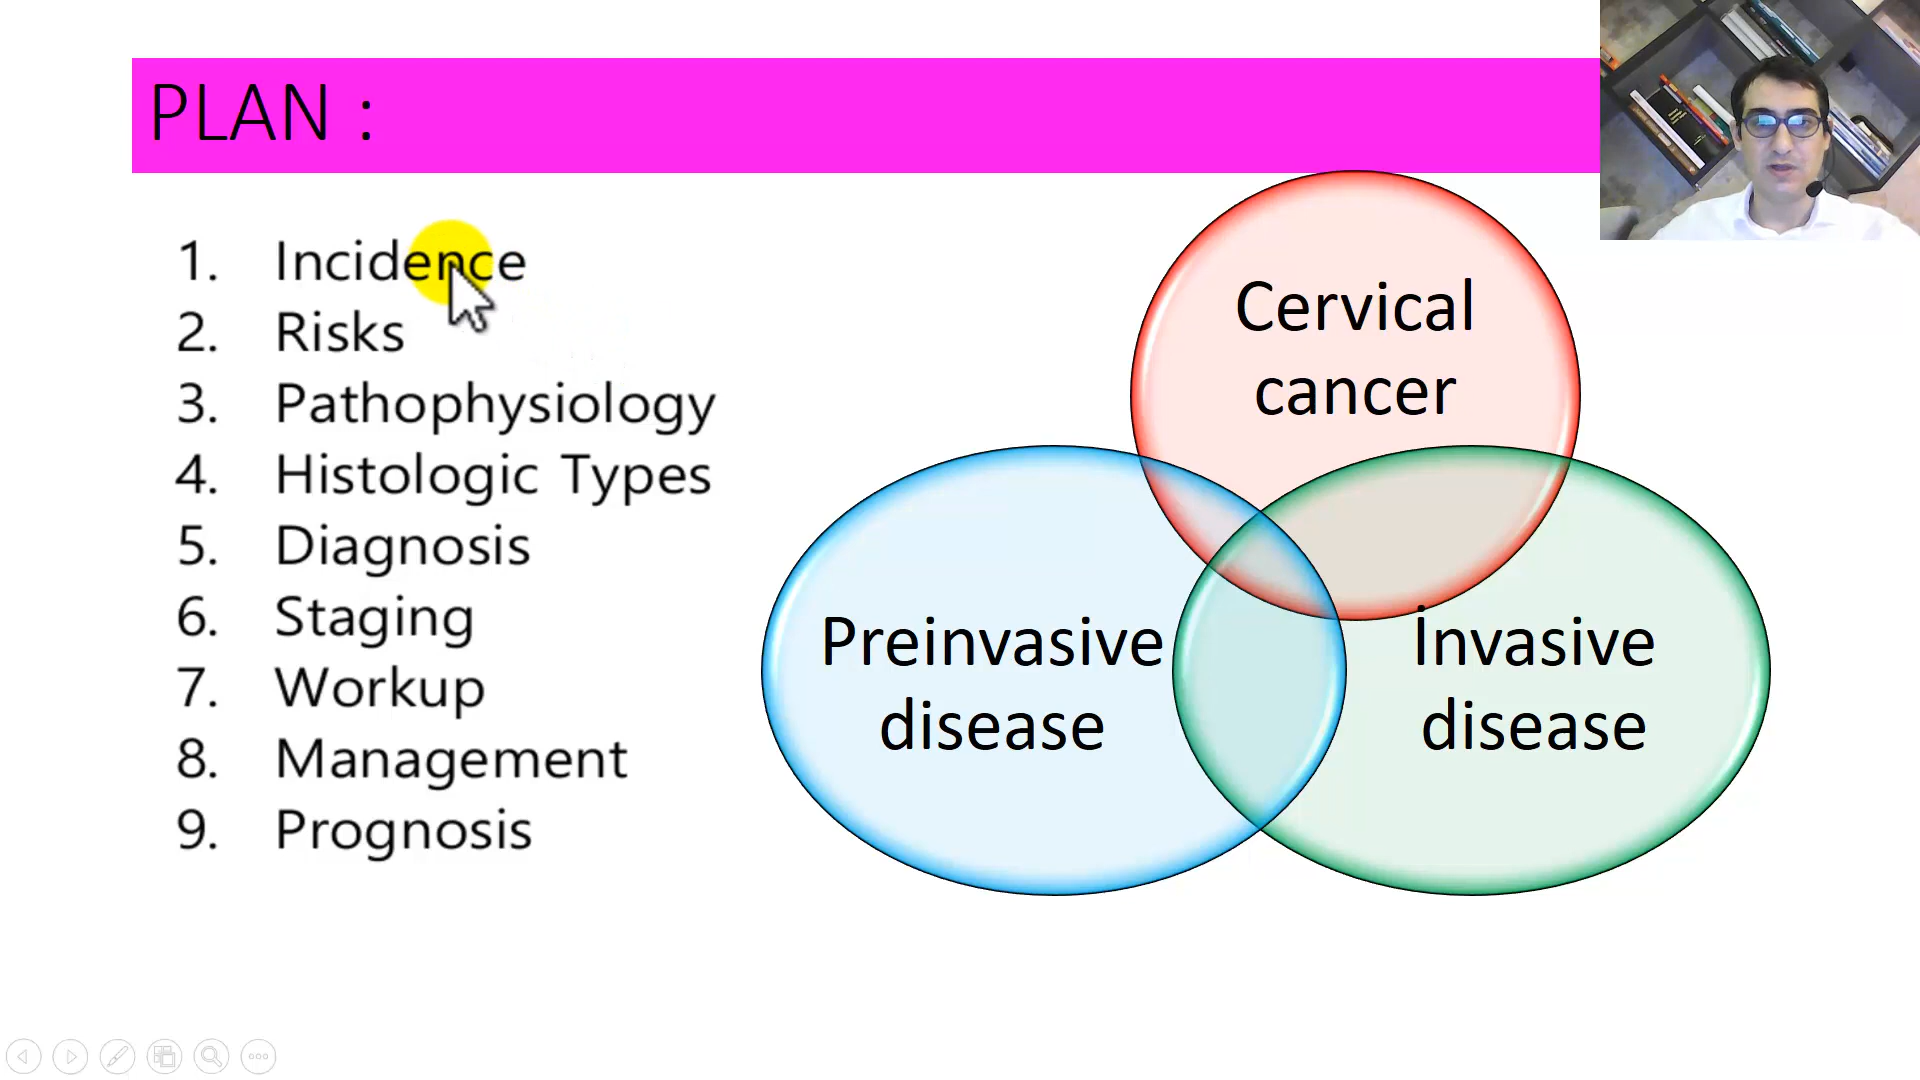 PLAN :
1. Incidence
2. Risks
3. Pathophysiology
4. Histologic Types
5. Diagnosis
6. Staging
7. Workup
8. Management
9. Prognosis
Cervical
cancer
Preinvasive
disease
Invasive
disease